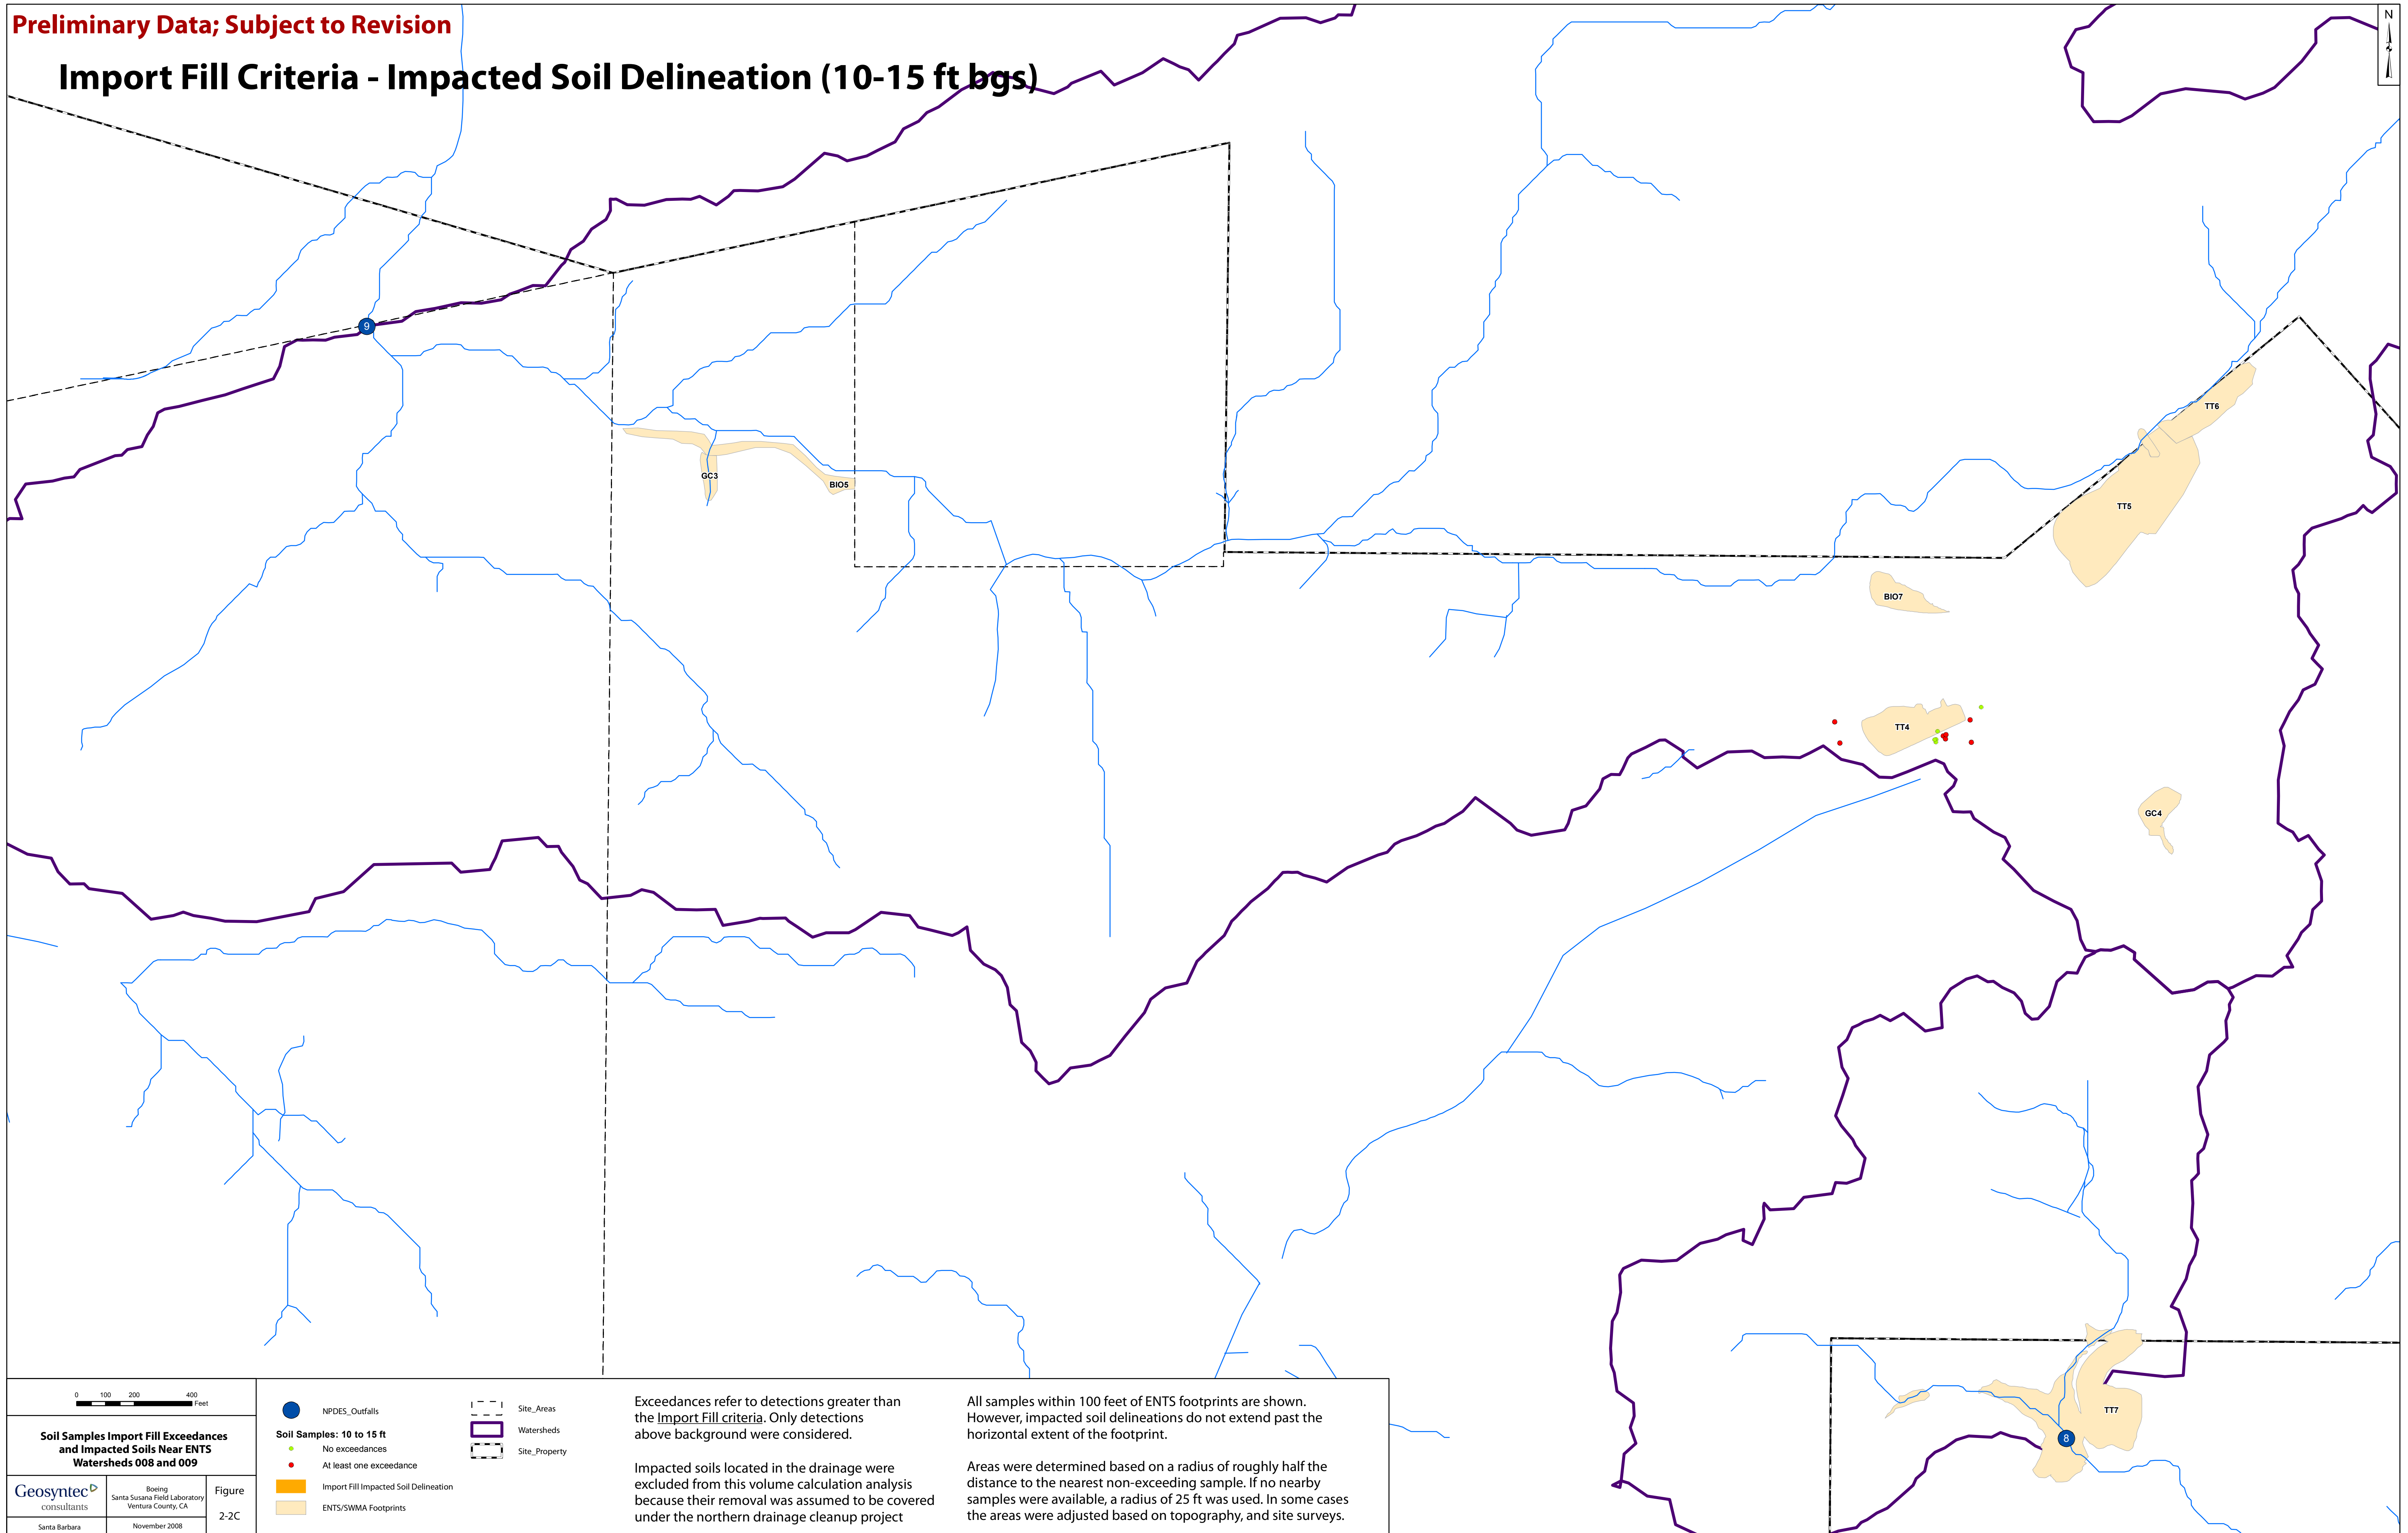 Preliminary Data; Subject to Revision
Import Fill Criteria - Impacted Soil Delineation (10-15 ft bgs)
N
9
TT6
GC3
BIO5
TT5
BIO7
TT4
GC4
TT7
8
0 100 200 400
Feet
Soil Samples Import Fill Exceedances
and Impacted Soils Near ENTS
Watersheds 008 and 009
Geosyntec
consultants
Boeing
Santa Susana Field Laboratory
Ventura County, CA
Figure
2-2C
Santa Barbara
November 2008
NPDES_Outfalls
Soil Samples: 10 to 15 ft
No exceedances
At least one exceedance
Import Fill Impacted Soil Delineation
ENTS/SWMA Footprints
Site_Areas
Watersheds
Site_Property
Exceedances refer to detections greater than
the Import Fill criteria. Only detections
above background were considered.
Impacted soils located in the drainage were
excluded from this volume calculation analysis
because their removal was assumed to be covered
under the northern drainage cleanup project
All samples within 100 feet of ENTS footprints are shown.
However, impacted soil delineations do not extend past the
horizontal extent of the footprint.
Areas were determined based on a radius of roughly half the
distance to the nearest non-exceeding sample. If no nearby
samples were available, a radius of 25 ft was used. In some cases
the areas were adjusted based on topography, and site surveys.